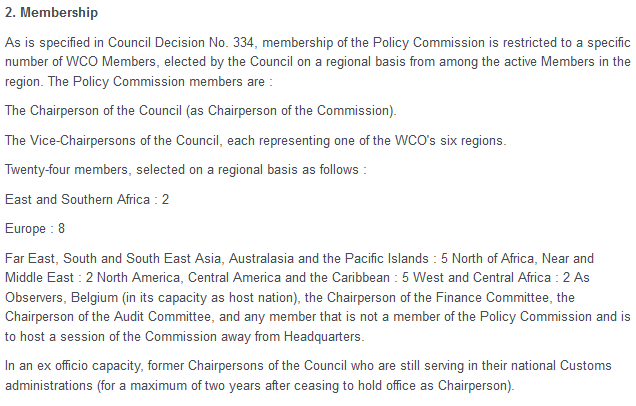 2. Membership
As is specified in Council Decision No. 334, membership of the Policy Commission is restricted to a specific
number of WCO Members, elected by the Council on a regional basis from among the active Members in the
region. The Policy Commission members are :
The Chairperson of the Council (as Chairperson of the Commission).
The Vice-Chairpersons of the Council, each representing one of the WCO's six regions.
Twenty-four members, selected on a regional basis as follows :
East and Southern Africa : 2
Europe : 8
Far East, South and South East Asia, Australasia and the Pacific Islands : 5 North of Africa, Near and
Middle East : 2 North America, Central America and the Caribbean : 5 West and Central Africa : 2 As
Observers, Belgium (in its capacity as host nation), the Chairperson of the Finance Committee, the
Chairperson of the Audit Committee, and any member that is not a member of the Policy Commission and is
to host a session of the Commission away from Headquarters.
In an ex officio capacity, former Chairpersons of the Council who are still serving in their national Customs
administrations (for a maximum of two years after ceasing to hold office as Chairperson).